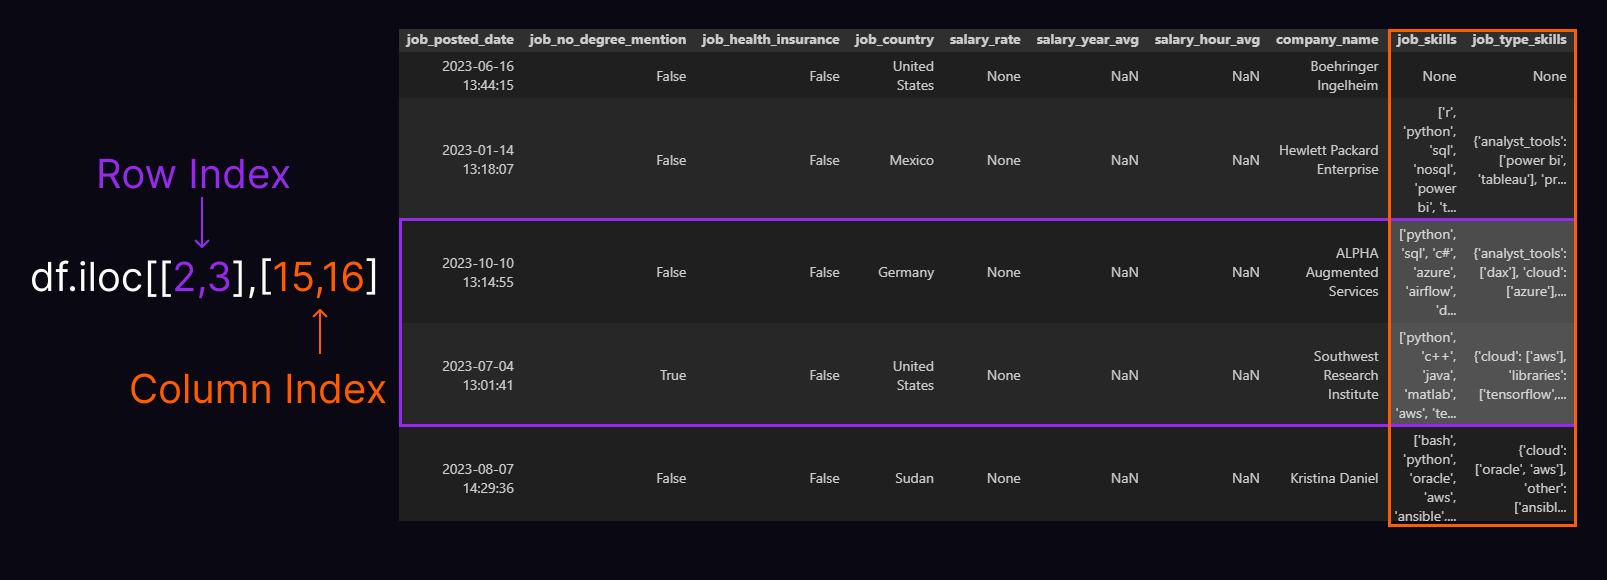 Row Index
df.iloc[[2,3],[15,16]
Column Index
job_posted_date job_no_degree_mention job_health_insurance job_country salary_rate salary_year_avg salary_hour_avg company_name job_skills job_type_skills
2023-06-16
13:44:15
False
False
United
States
None
NaN
NaN
Boehringer
Ingelheim
None
None
2023-01-14
13:18:07
False
False
Mexico
None
NaN
NaN
Hewlett Packard
Enterprise
['r',
'python',
'sql',
'nosql',
'power
bi', 't...
{'analyst_tools':
['power bi',
'tableau'], 'pr...
2023-10-10
13:14:55
False
False
Germany
None
NaN
NaN
ALPHA
Augmented
Services
['python',
'sql', 'c#',
'azure',
'airflow',
'd...
{'analyst_tools':
['dax'], 'cloud':
['azure'],...
2023-07-04
13:01:41
True
False
United
States
None
NaN
NaN
Southwest
Research
Institute
['python',
'c++',
'java',
'matlab',
'aws', 'te...
{'cloud': ['aws'],
'libraries':
['tensorflow',...
2023-08-07
14:29:36
False
False
Sudan
None
NaN
NaN
Kristina Daniel
['bash',
'python',
'oracle',
'aws',
'ansible',...
{'cloud':
['oracle', 'aws'],
'other':
['ansibl...